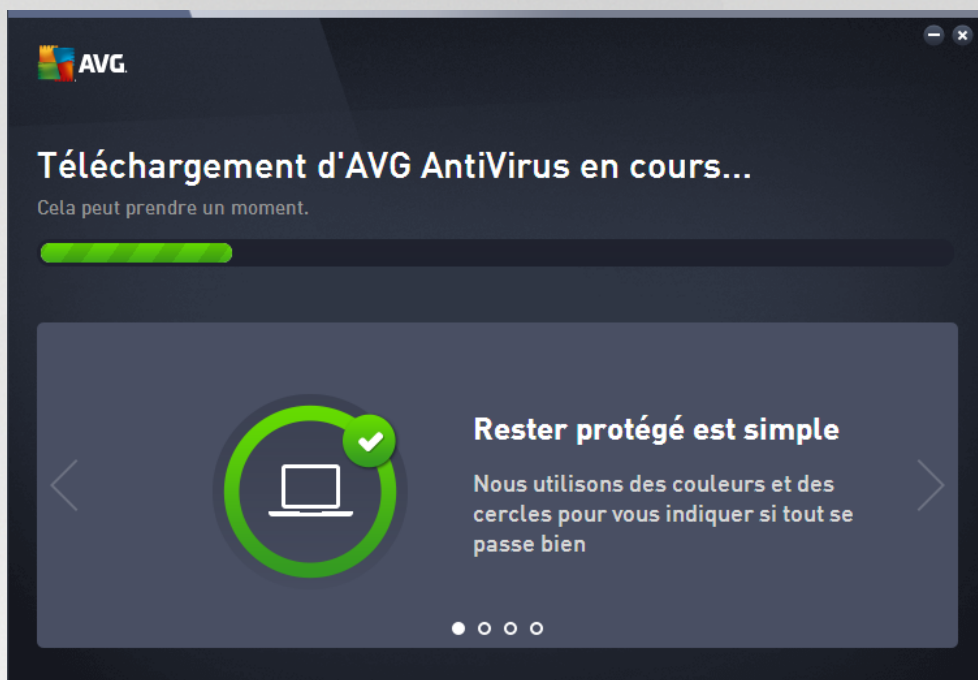 AVG.
Téléchargement d'AVG AntiVirus en cours...
Cela peut prendre un moment.
Rester protégé est simple
Nous utilisons des couleurs et des
cercles pour vous indiquer si tout se
passe bien